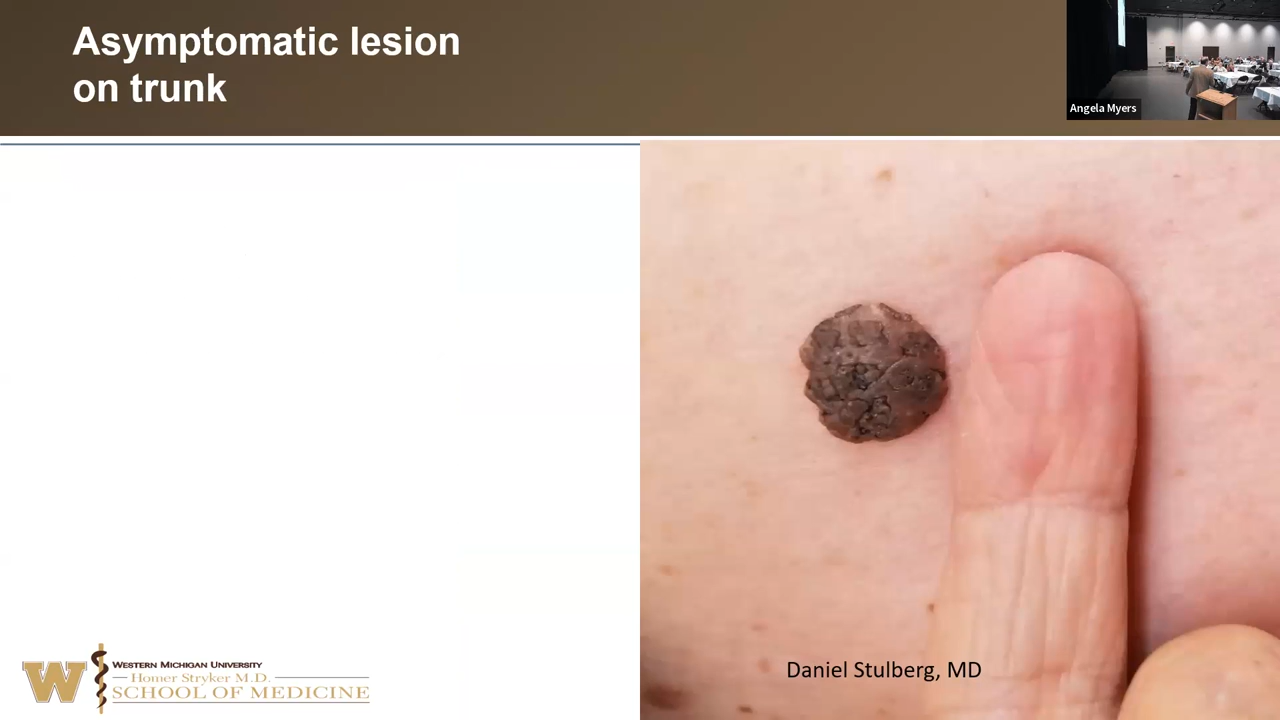 Asymptomatic lesion
on trunk
Angela Myers
Daniel Stulberg, MD
W
WESTERN MICHIGAN UNIVERSITY
Homer Stryker M.D.
SCHOOL OF MEDICINE